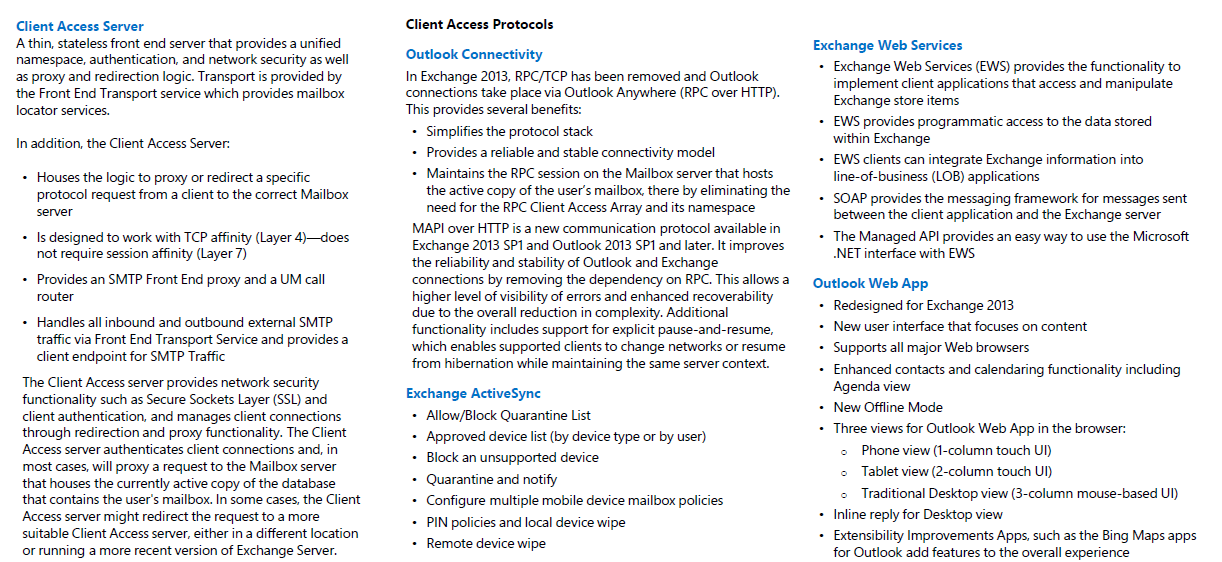 Client Access Server
A thin, stateless front end server that provides a unified
namespace, authentication, and network security as well
as proxy and redirection logic. Transport is provided by
the Front End Transport service which provides mailbox
locator services.
In addition, the Client Access Server:
• Houses the logic to proxy or redirect a specific
protocol request from a client to the correct Mailbox
server
• Is designed to work with TCP affinity (Layer 4)—does
not require session affinity (Layer 7)
• Provides an SMTP Front End proxy and a UM call
router
• Handles all inbound and outbound external SMTP
traffic via Front End Transport Service and provides a
client endpoint for SMTP Traffic
The Client Access server provides network security
functionality such as Secure Sockets Layer (SSL) and
client authentication, and manages client connections
through redirection and proxy functionality. The Client
Access server authenticates client connections and, in
most cases, will proxy a request to the Mailbox server
that houses the currently active copy of the database
that contains the user's mailbox. In some cases, the Client
Access server might redirect the request to a more
suitable Client Access server, either in a different location
or running a more recent version of Exchange Server.
Client Access Protocols
Outlook Connectivity
In Exchange 2013, RPC/TCP has been removed and Outlook
connections take place via Outlook Anywhere (RPC over HTTP).
This provides several benefits:
• Simplifies the protocol stack
• Provides a reliable and stable connectivity model
• Maintains the RPC session on the Mailbox server that hosts
the active copy of the user’s mailbox, there by eliminating the
need for the RPC Client Access Array and its namespace
MAPI over HTTP is a new communication protocol available in
Exchange 2013 SP1 and Outlook 2013 SP1 and later. It improves
the reliability and stability of Outlook and Exchange
connections by removing the dependency on RPC. This allows a
higher level of visibility of errors and enhanced recoverability
due to the overall reduction in complexity. Additional
functionality includes support for explicit pause-and-resume,
which enables supported clients to change networks or resume
from hibernation while maintaining the same server context.
Exchange ActiveSync
• Allow/Block Quarantine List
• Approved device list (by device type or by user)
• Block an unsupported device
• Quarantine and notify
• Configure multiple mobile device mailbox policies
• PIN policies and local device wipe
• Remote device wipe
Exchange Web Services
• Exchange Web Services (EWS) provides the functionality to
implement client applications that access and manipulate
Exchange store items
• EWS provides programmatic access to the data stored
within Exchange
• EWS clients can integrate Exchange information into
line-of-business (LOB) applications
• SOAP provides the messaging framework for messages sent
between the client application and the Exchange server
• The Managed API provides an easy way to use the Microsoft
.NET interface with EWS
Outlook Web App
• Redesigned for Exchange 2013
• New user interface that focuses on content
• Supports all major Web browsers
• Enhanced contacts and calendaring functionality including
Agenda view
• New Offline Mode
• Three views for Outlook Web App in the browser:
○ Phone view (1-column touch UI)
○ Tablet view (2-column touch UI)
○ Traditional Desktop view (3-column mouse-based UI)
• Inline reply for Desktop view
• Extensibility Improvements Apps, such as the Bing Maps apps
for Outlook add features to the overall experience